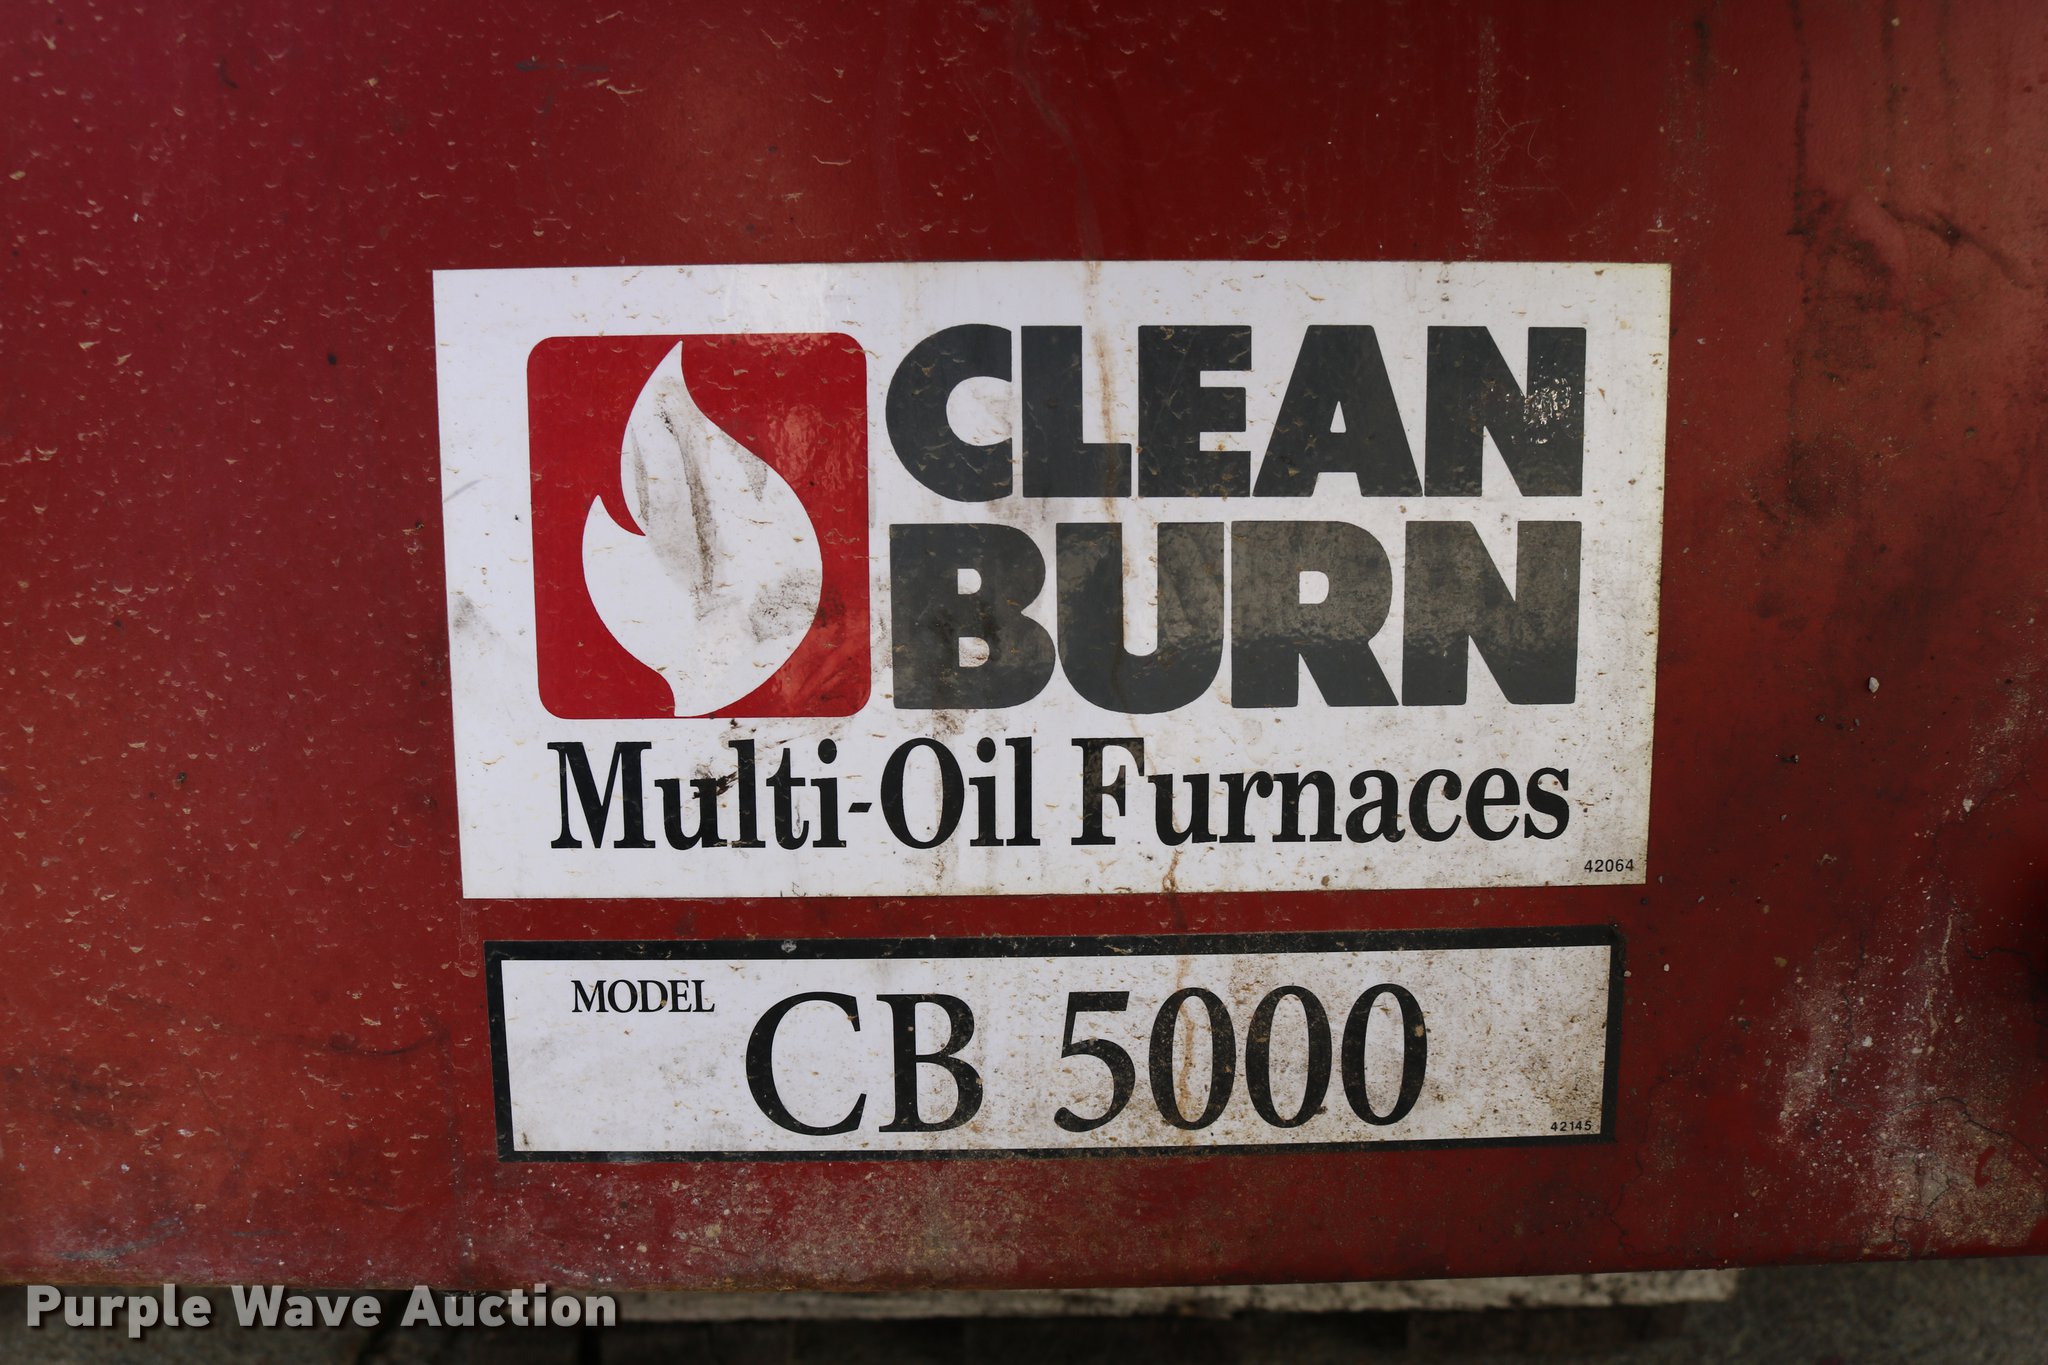 CLEAN
BURN
Multi-Oil Furnaces
42064
MODEL CB 5000
42145
Purple Wave Auction